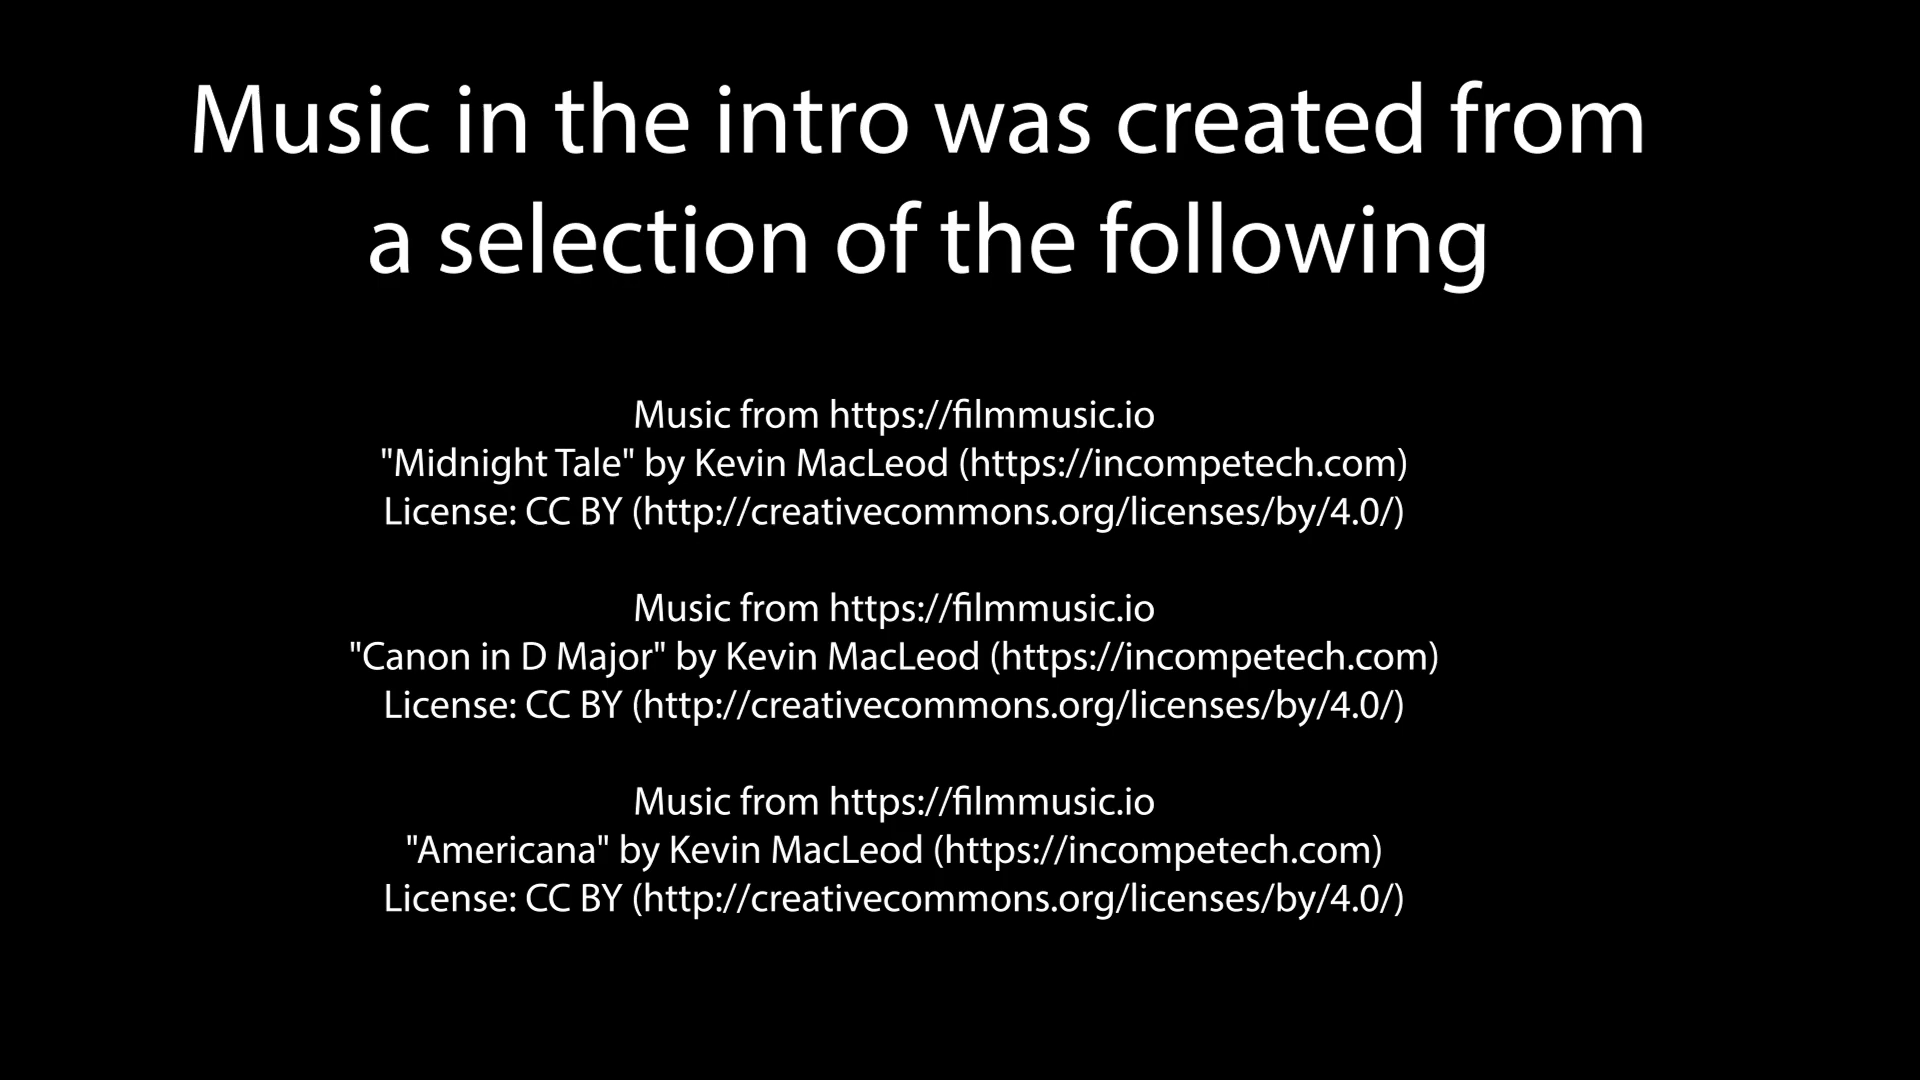 Music in the intro was created from
a selection of the following
Music from https://filmmusic.io
"Midnight Tale" by Kevin MacLeod (https://incompetech.com)
License: CC BY (http://creativecommons.org/licenses/by/4.0/)
Music from https://filmmusic.io
"Canon in D Major" by Kevin MacLeod (https://incompetech.com)
License: CC BY (http://creativecommons.org/licenses/by/4.0/)
Music from https://filmmusic.io
"Americana" by Kevin MacLeod (https://incompetech.com)
License: CC BY (http://creativecommons.org/licenses/by/4.0/)